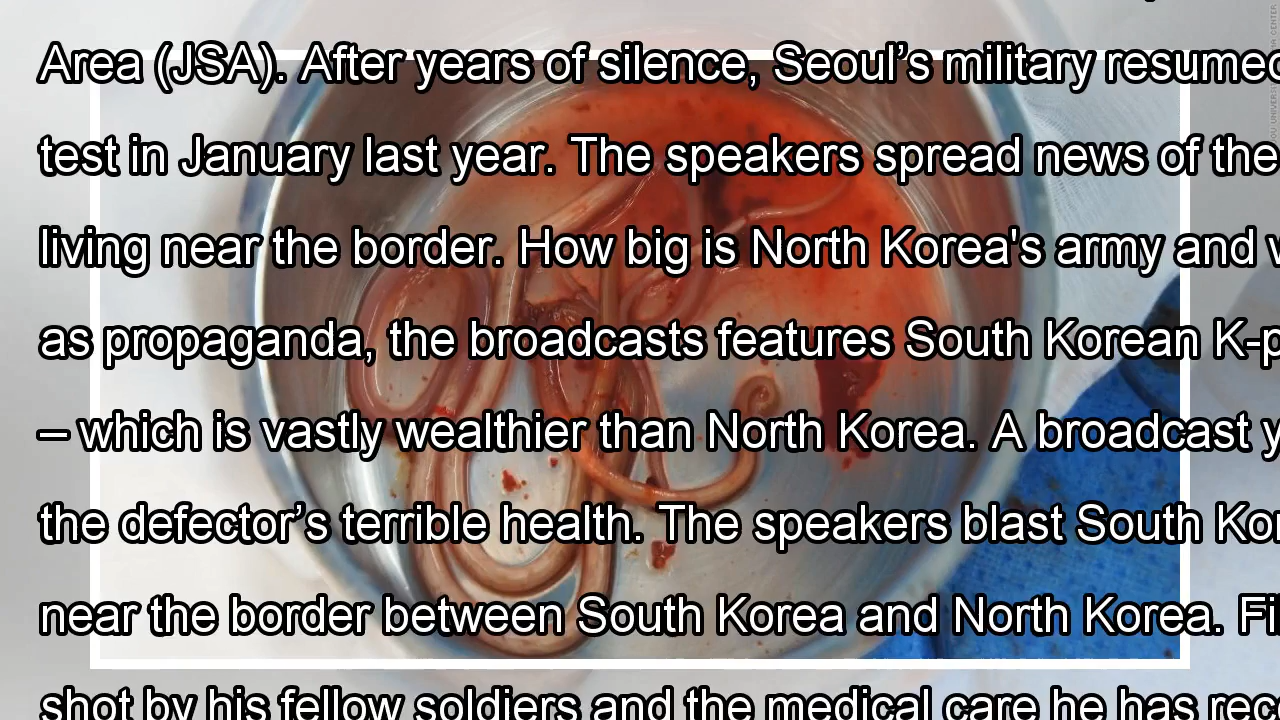 Area (JSA). After years of silence, Seoul’s military resumed
test in January last year. The speakers spread news of the
living near the border. How big is North Korea's army and
as propaganda, the broadcasts features South Korean
– which is vastly wealthier than North Korea. A broadcast
the defector’s terrible health. The speakers blast South
near the border between South Korea and North Korea.
shot by his fellow soldiers and the medical care he has